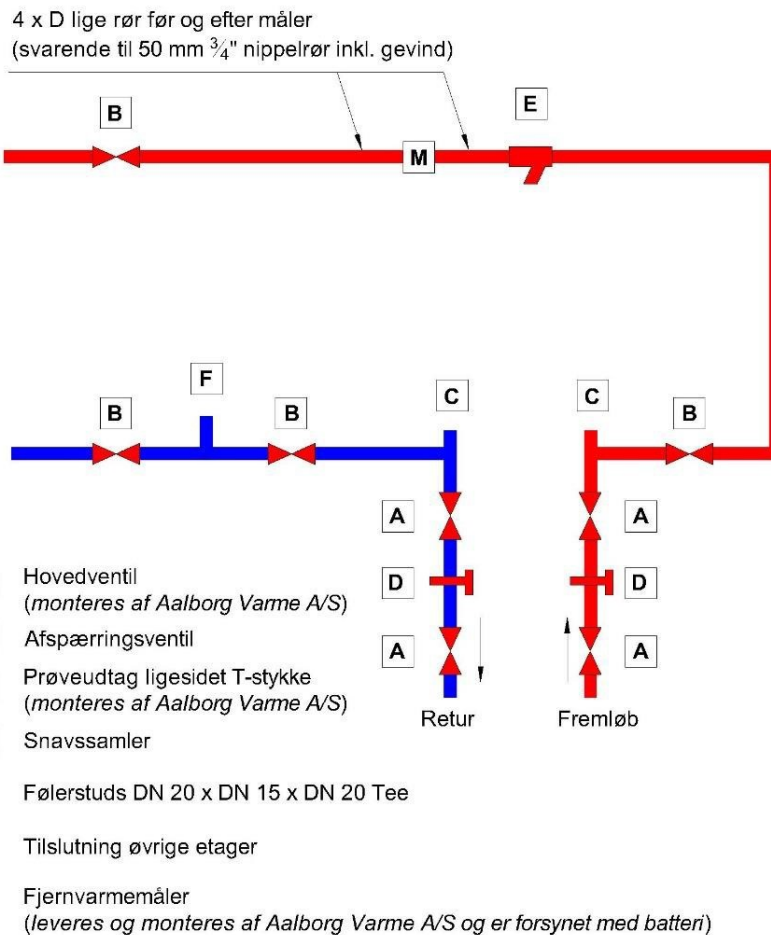 4 x D lige rør før og efter måler
(svarende til 50 mm ¾" nippelrør inkl. gevind)
E
B
M
F
C
C
B
B
B
A
A
Hovedventil
(monteres af Aalborg Varme A/S)
D
D
Afspærringsventil
A
A
Prøveudtag ligesidet T-stykke
(monteres af Aalborg Varme A/S)
Retur
Fremløb
Snavssamler
Følerstuds DN 20 x DN 15 x DN 20 Tee
Tilslutning øvrige etager
Fjernvarmemåler
(leveres og monteres af Aalborg Varme A/S og er forsynet med batteri)